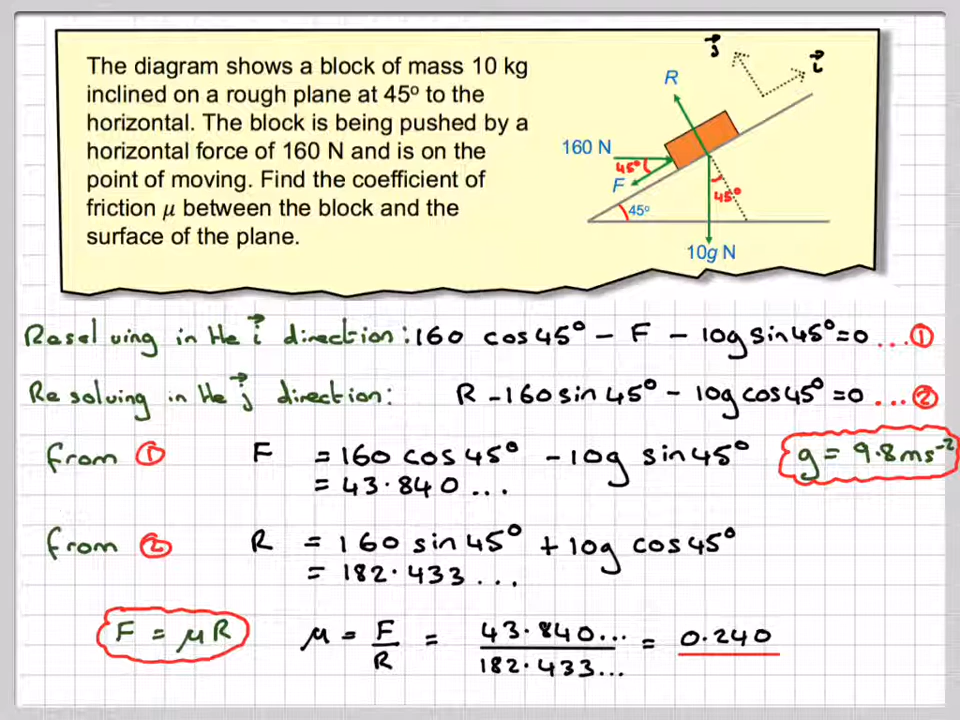 The diagram shows a block of mass 10 kg
inclined on a rough plane at 45° to the
horizontal. The block is being pushed by a
horizontal force of 160 N and is on the
point of moving. Find the coefficient of
friction μ between the block and the
surface of the plane.
j
i
R
160 N
45°
F
45°
45°
10g N
Resolving in the i direction: 160 cos45° - F - 10g sin45° = 0 ...①
Resolving in the j direction: R - 160 sin 45° - 10g cos45° = 0 ...②
from ① F = 160 cos45° - 10g sin45° g = 9.8ms⁻²
= 43.840...
from ② R = 160 sin45° + 10g cos45°
= 182.433...
F = μR μ = F/R = 43.840.../182.433... = 0.240